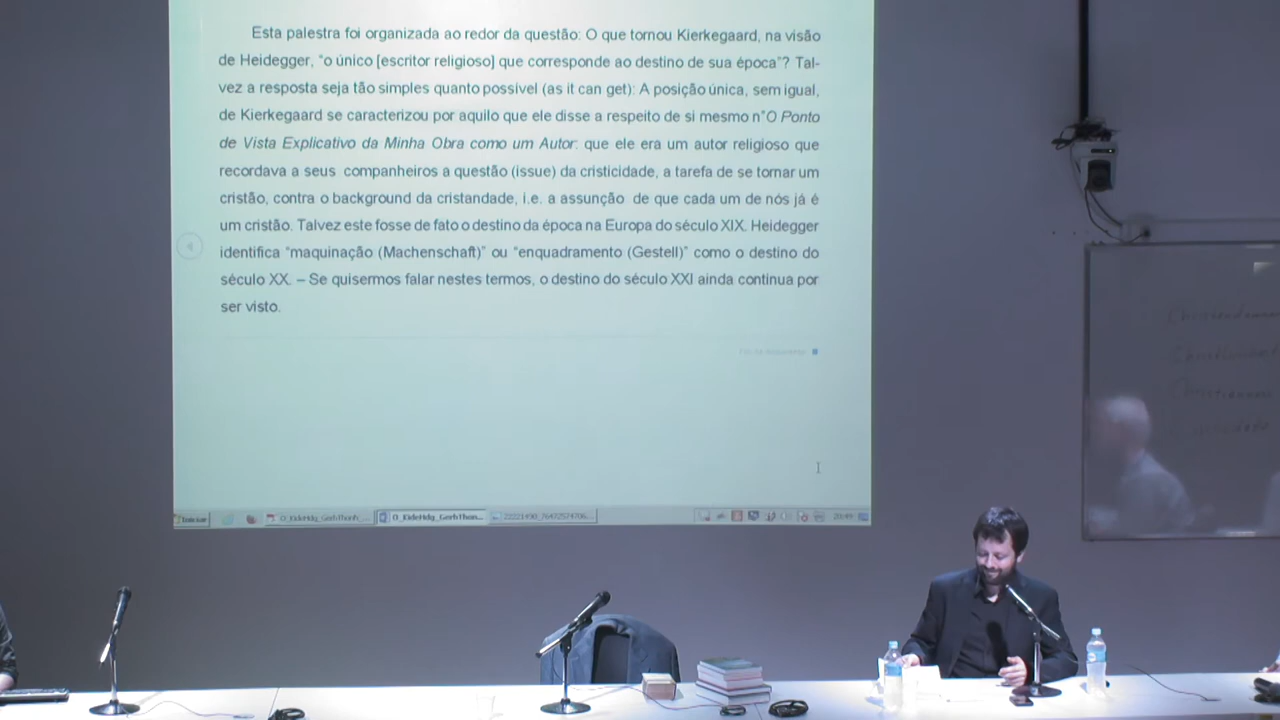 Esta palestra foi organizada ao redor da questão: O que tornou Kierkegaard, na visão
de Heidegger, “o único [escritor religioso] que corresponde ao destino de sua época”? Tal-
vez a resposta seja tão simples quanto possível (as it can get): A posição única, sem igual,
de Kierkegaard se caracterizou por aquilo que ele disse a respeito de si mesmo n’O Ponto
de Vista Explicativo da Minha Obra como um Autor: que ele era um autor religioso que
recordava a seus companheiros a questão (issue) da cristicidade, a tarefa de se tornar um
cristão, contra o background da cristandade, i.e. a assunção de que cada um de nós já é
um cristão. Talvez este fosse de fato o destino da época na Europa do século XIX. Heidegger
identifica “maquinação (Machenschaft)” ou “enquadramento (Gestell)” como o destino do
século XX. – Se quisermos falar nestes termos, o destino do século XXI ainda continua por
ser visto.
Iniciar
20:49